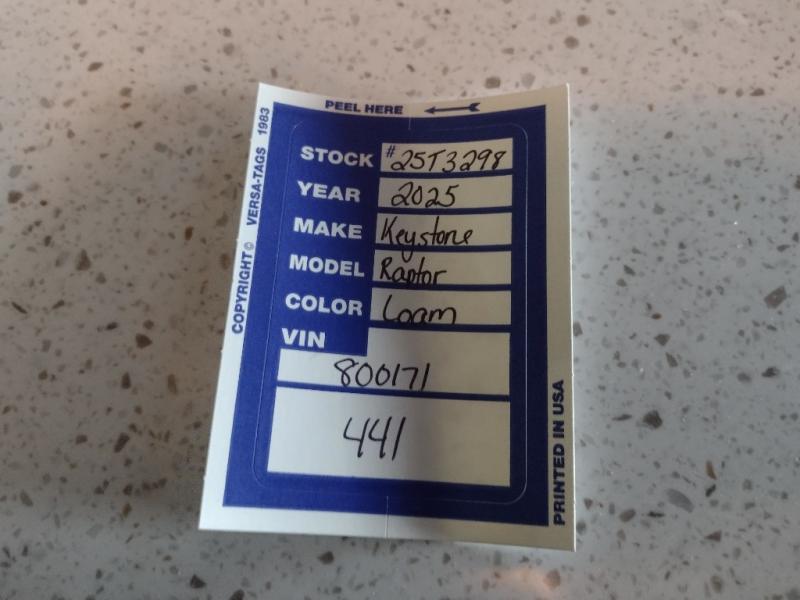 PEEL HERE
COPYRIGHT © VERSA-TAGS 1983
STOCK #25T3298
YEAR 2025
MAKE Keystone
MODEL Raptor
COLOR Loam
VIN
800171
441
PRINTED IN USA